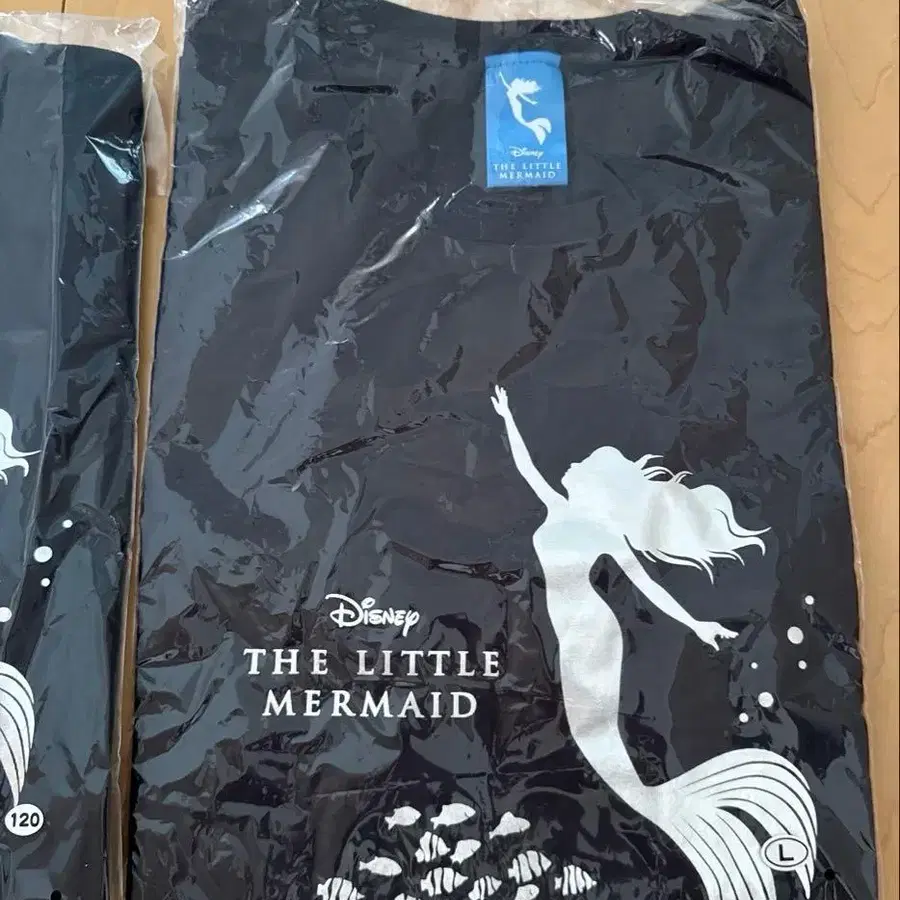 Disney
THE LITTLE
MERMAID
Disney
THE LITTLE
MERMAID
120
L